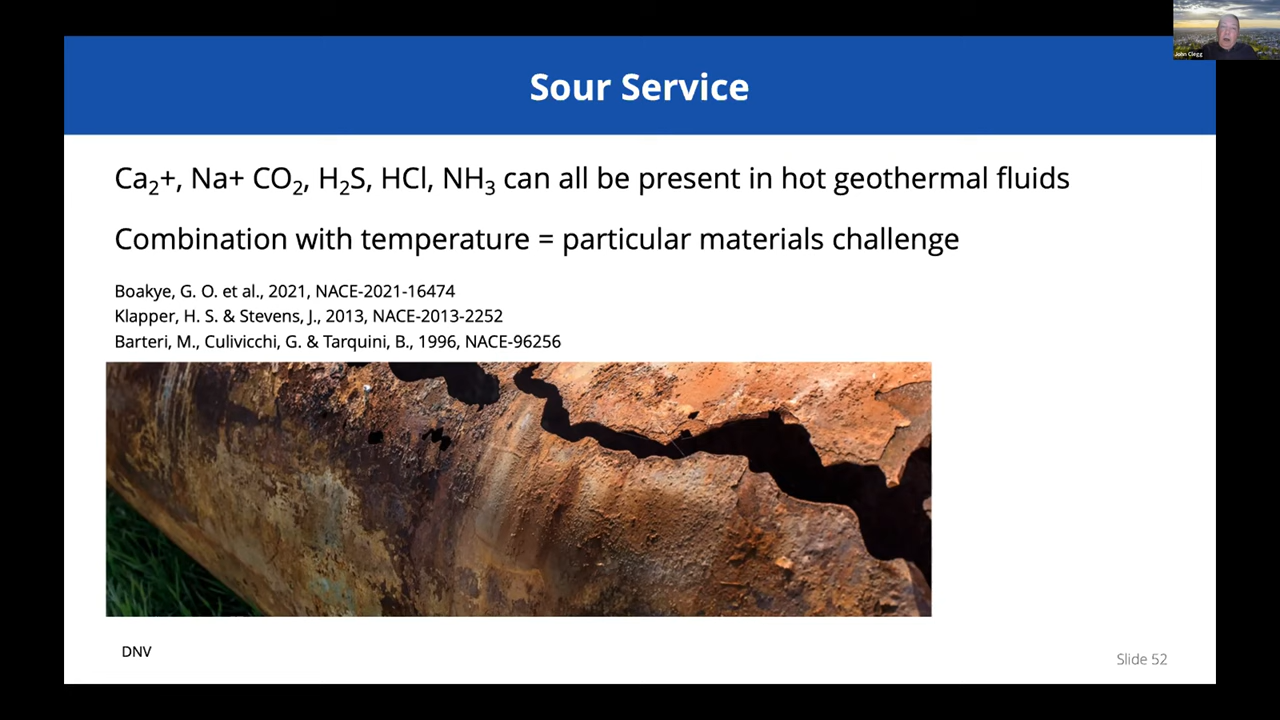 John Clegg
Sour Service
Ca₂+, Na+ CO₂, H₂S, HCl, NH₃ can all be present in hot geothermal fluids
Combination with temperature = particular materials challenge
Boakye, G. O. et al., 2021, NACE-2021-16474
Klapper, H. S. & Stevens, J., 2013, NACE-2013-2252
Barteri, M., Culivicchi, G. & Tarquini, B., 1996, NACE-96256
DNV
Slide 52